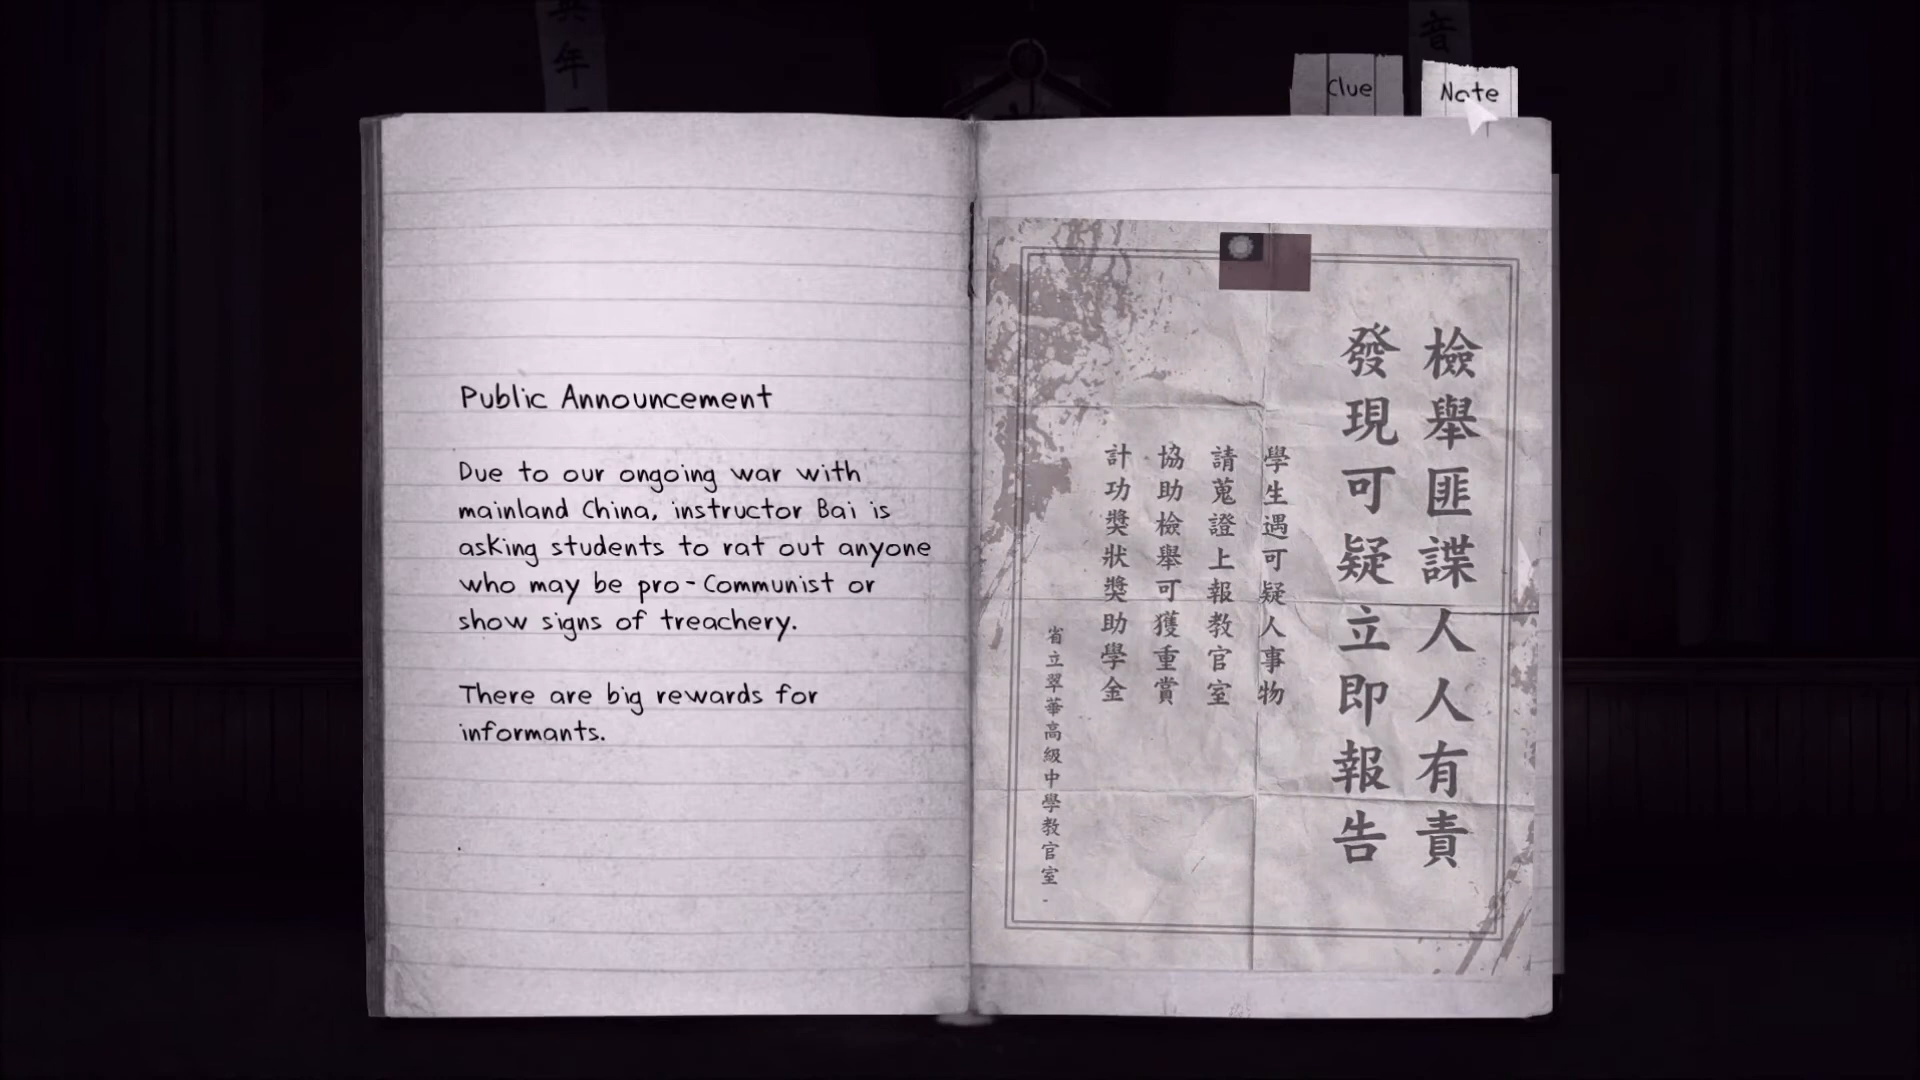 興
年
音
Clue
Note
Public Announcement
Due to our ongoing war with
mainland China, instructor Bai is
asking students to rat out anyone
who may be pro-Communist or
show signs of treachery.
There are big rewards for
informants.
檢舉匪諜人人有責
發現可疑立即報告
學生遇可疑人事物
請蒐證上報教官室
協助檢舉可獲重賞
計功獎狀獎助學金
省立翠華高級中學教官室